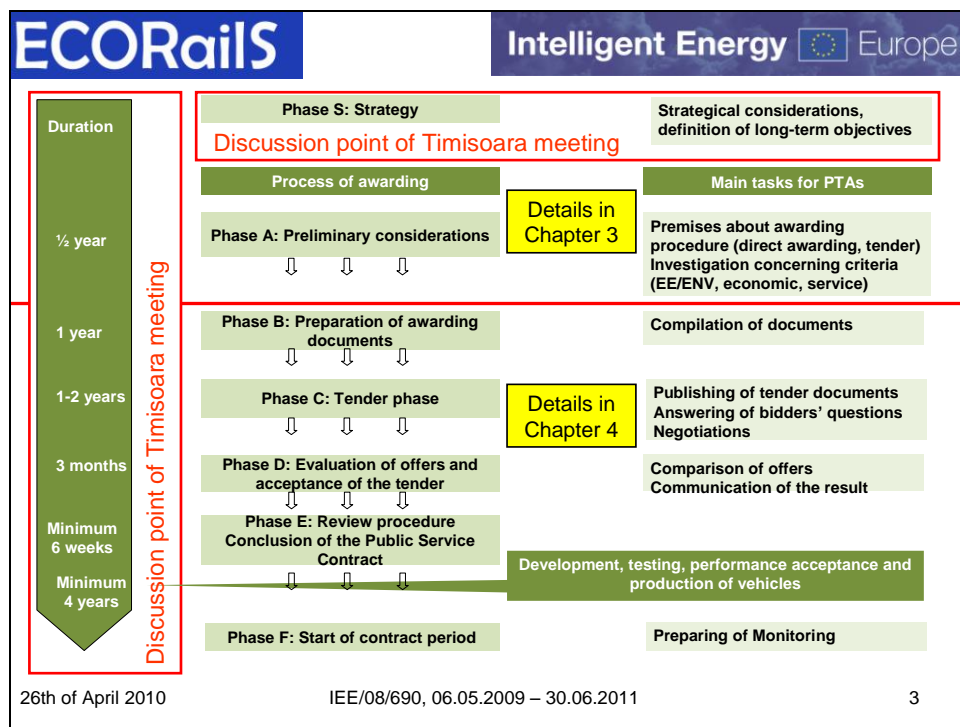 ECORailS
Intelligent Energy Europe
Duration
Phase S: Strategy
Strategical considerations,
definition of long-term objectives
Discussion point of Timisoara meeting
Process of awarding
Main tasks for PTAs
Details in
Chapter 3
½ year
Phase A: Preliminary considerations
Premises about awarding
procedure (direct awarding, tender)
Investigation concerning criteria
(EE/ENV, economic, service)
Discussion point of Timisoara meeting
1 year
Phase B: Preparation of awarding
documents
Compilation of documents
1-2 years
Phase C: Tender phase
Details in
Chapter 4
Publishing of tender documents
Answering of bidders’ questions
Negotiations
3 months
Phase D: Evaluation of offers and
acceptance of the tender
Comparison of offers
Communication of the result
Minimum
6 weeks
Phase E: Review procedure
Conclusion of the Public Service
Contract
Minimum
4 years
Development, testing, performance acceptance and
production of vehicles
Phase F: Start of contract period
Preparing of Monitoring
26th of April 2010
IEE/08/690, 06.05.2009 – 30.06.2011
3